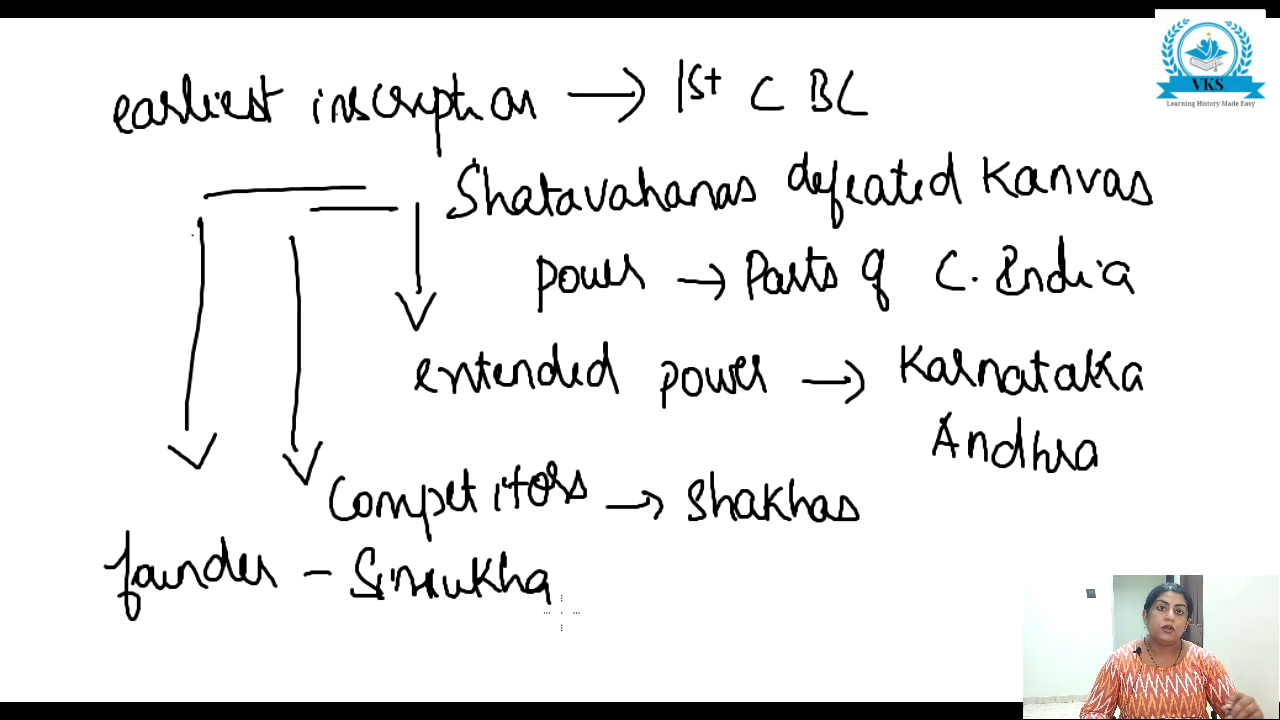 earliest inscription → 1st C BC
Shatavahanas defeated Kanvas
power → Parts of C. India
extended power → Karnataka
Andhra
Competitors → Shakhas
founder - Simukha
VKS
Learning History Made Easy